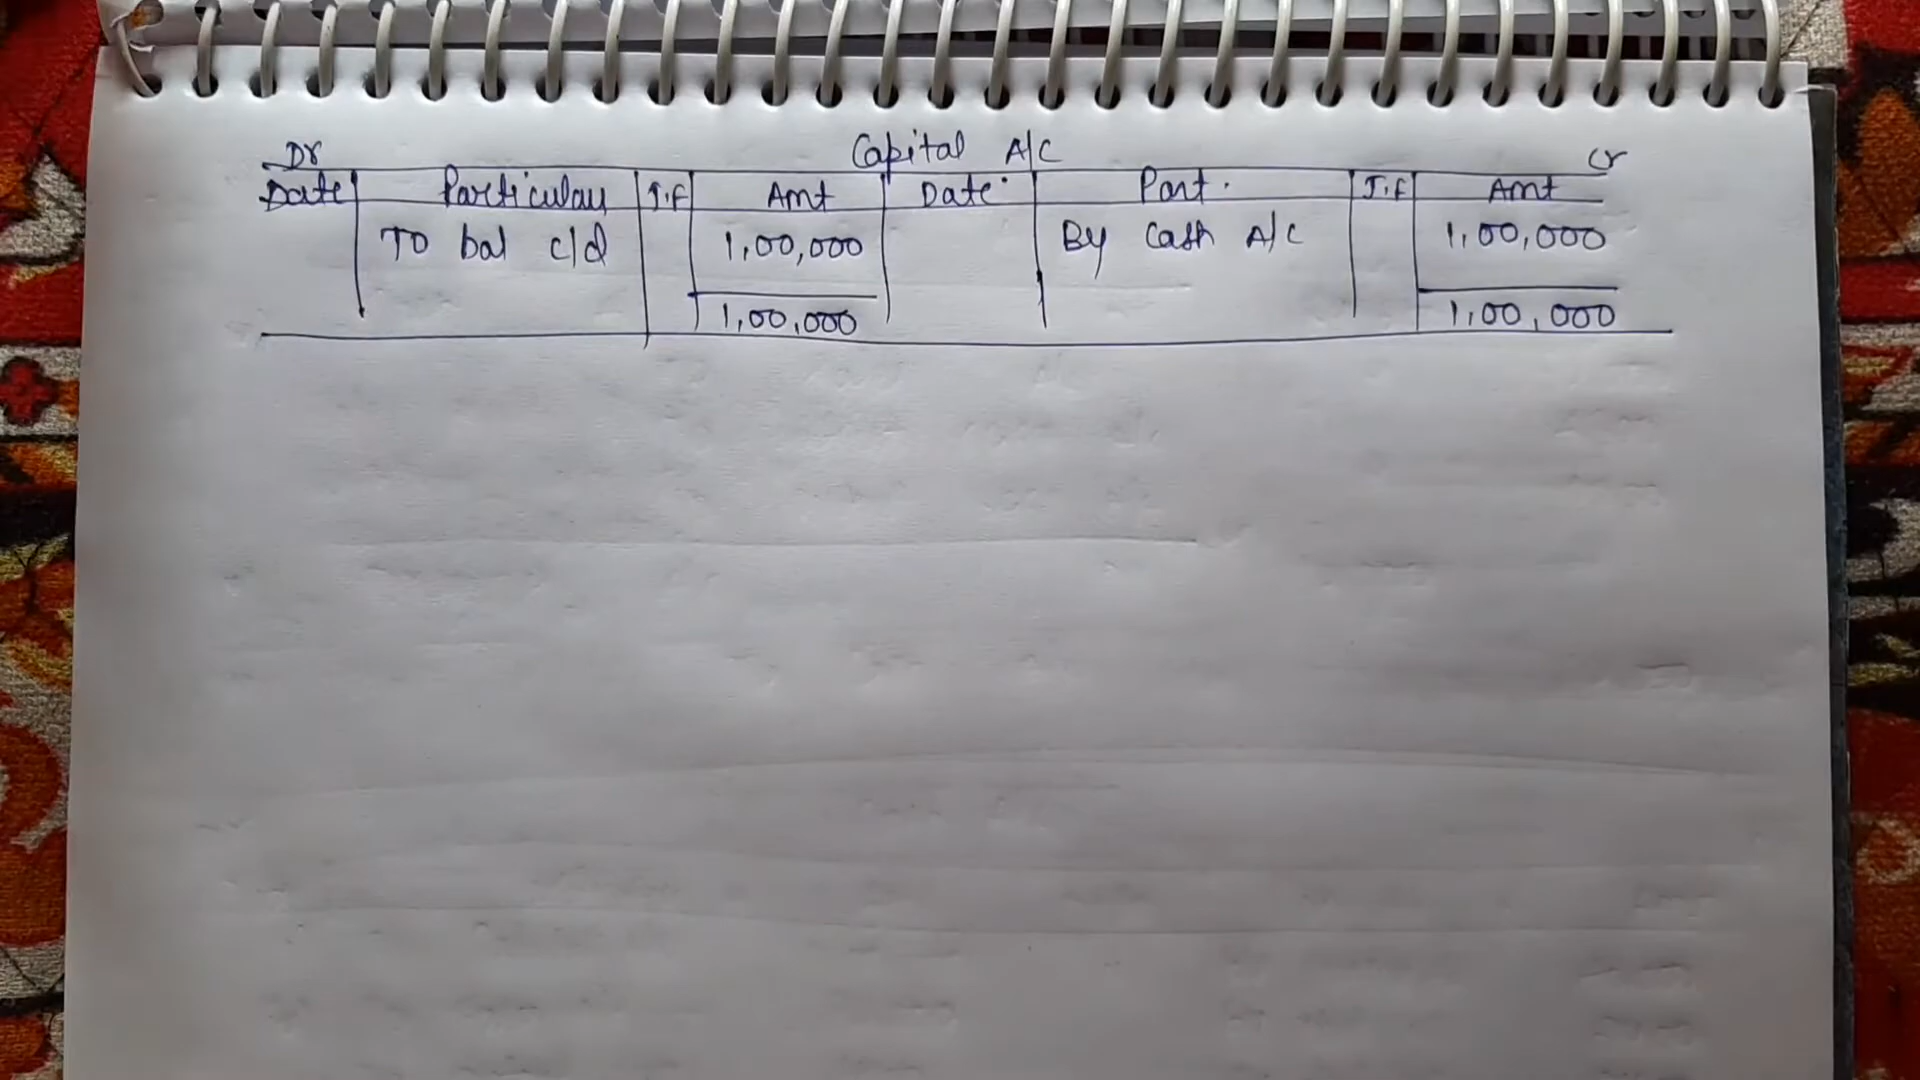 Dr Capital A/C Cr
Date Particulars J.F Amt Date Part. J.F Amt
To bal c/d 1,00,000 By Cash A/C 1,00,000
1,00,000 1,00,000